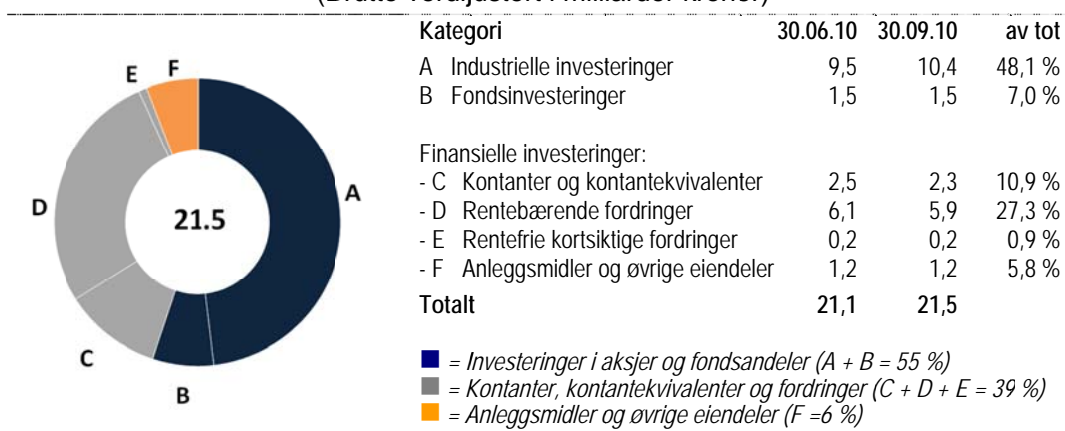 (Brutto verdijustert i milliarder kroner)
Kategori 30.06.10 30.09.10 av tot
A Industrielle investeringer 9,5 10,4 48,1 %
B Fondsinvesteringer 1,5 1,5 7,0 %
Finansielle investeringer:
- C Kontanter og kontantekvivalenter 2,5 2,3 10,9 %
- D Rentebærende fordringer 6,1 5,9 27,3 %
- E Rentefrie kortsiktige fordringer 0,2 0,2 0,9 %
- F Anleggsmidler og øvrige eiendeler 1,2 1,2 5,8 %
Totalt 21,1 21,5
= Investeringer i aksjer og fondsandeler (A + B = 55 %)
= Kontanter, kontantekvivalenter og fordringer (C + D + E = 39 %)
= Anleggsmidler og øvrige eiendeler (F =6 %)
E F
A
D
21.5
C
B